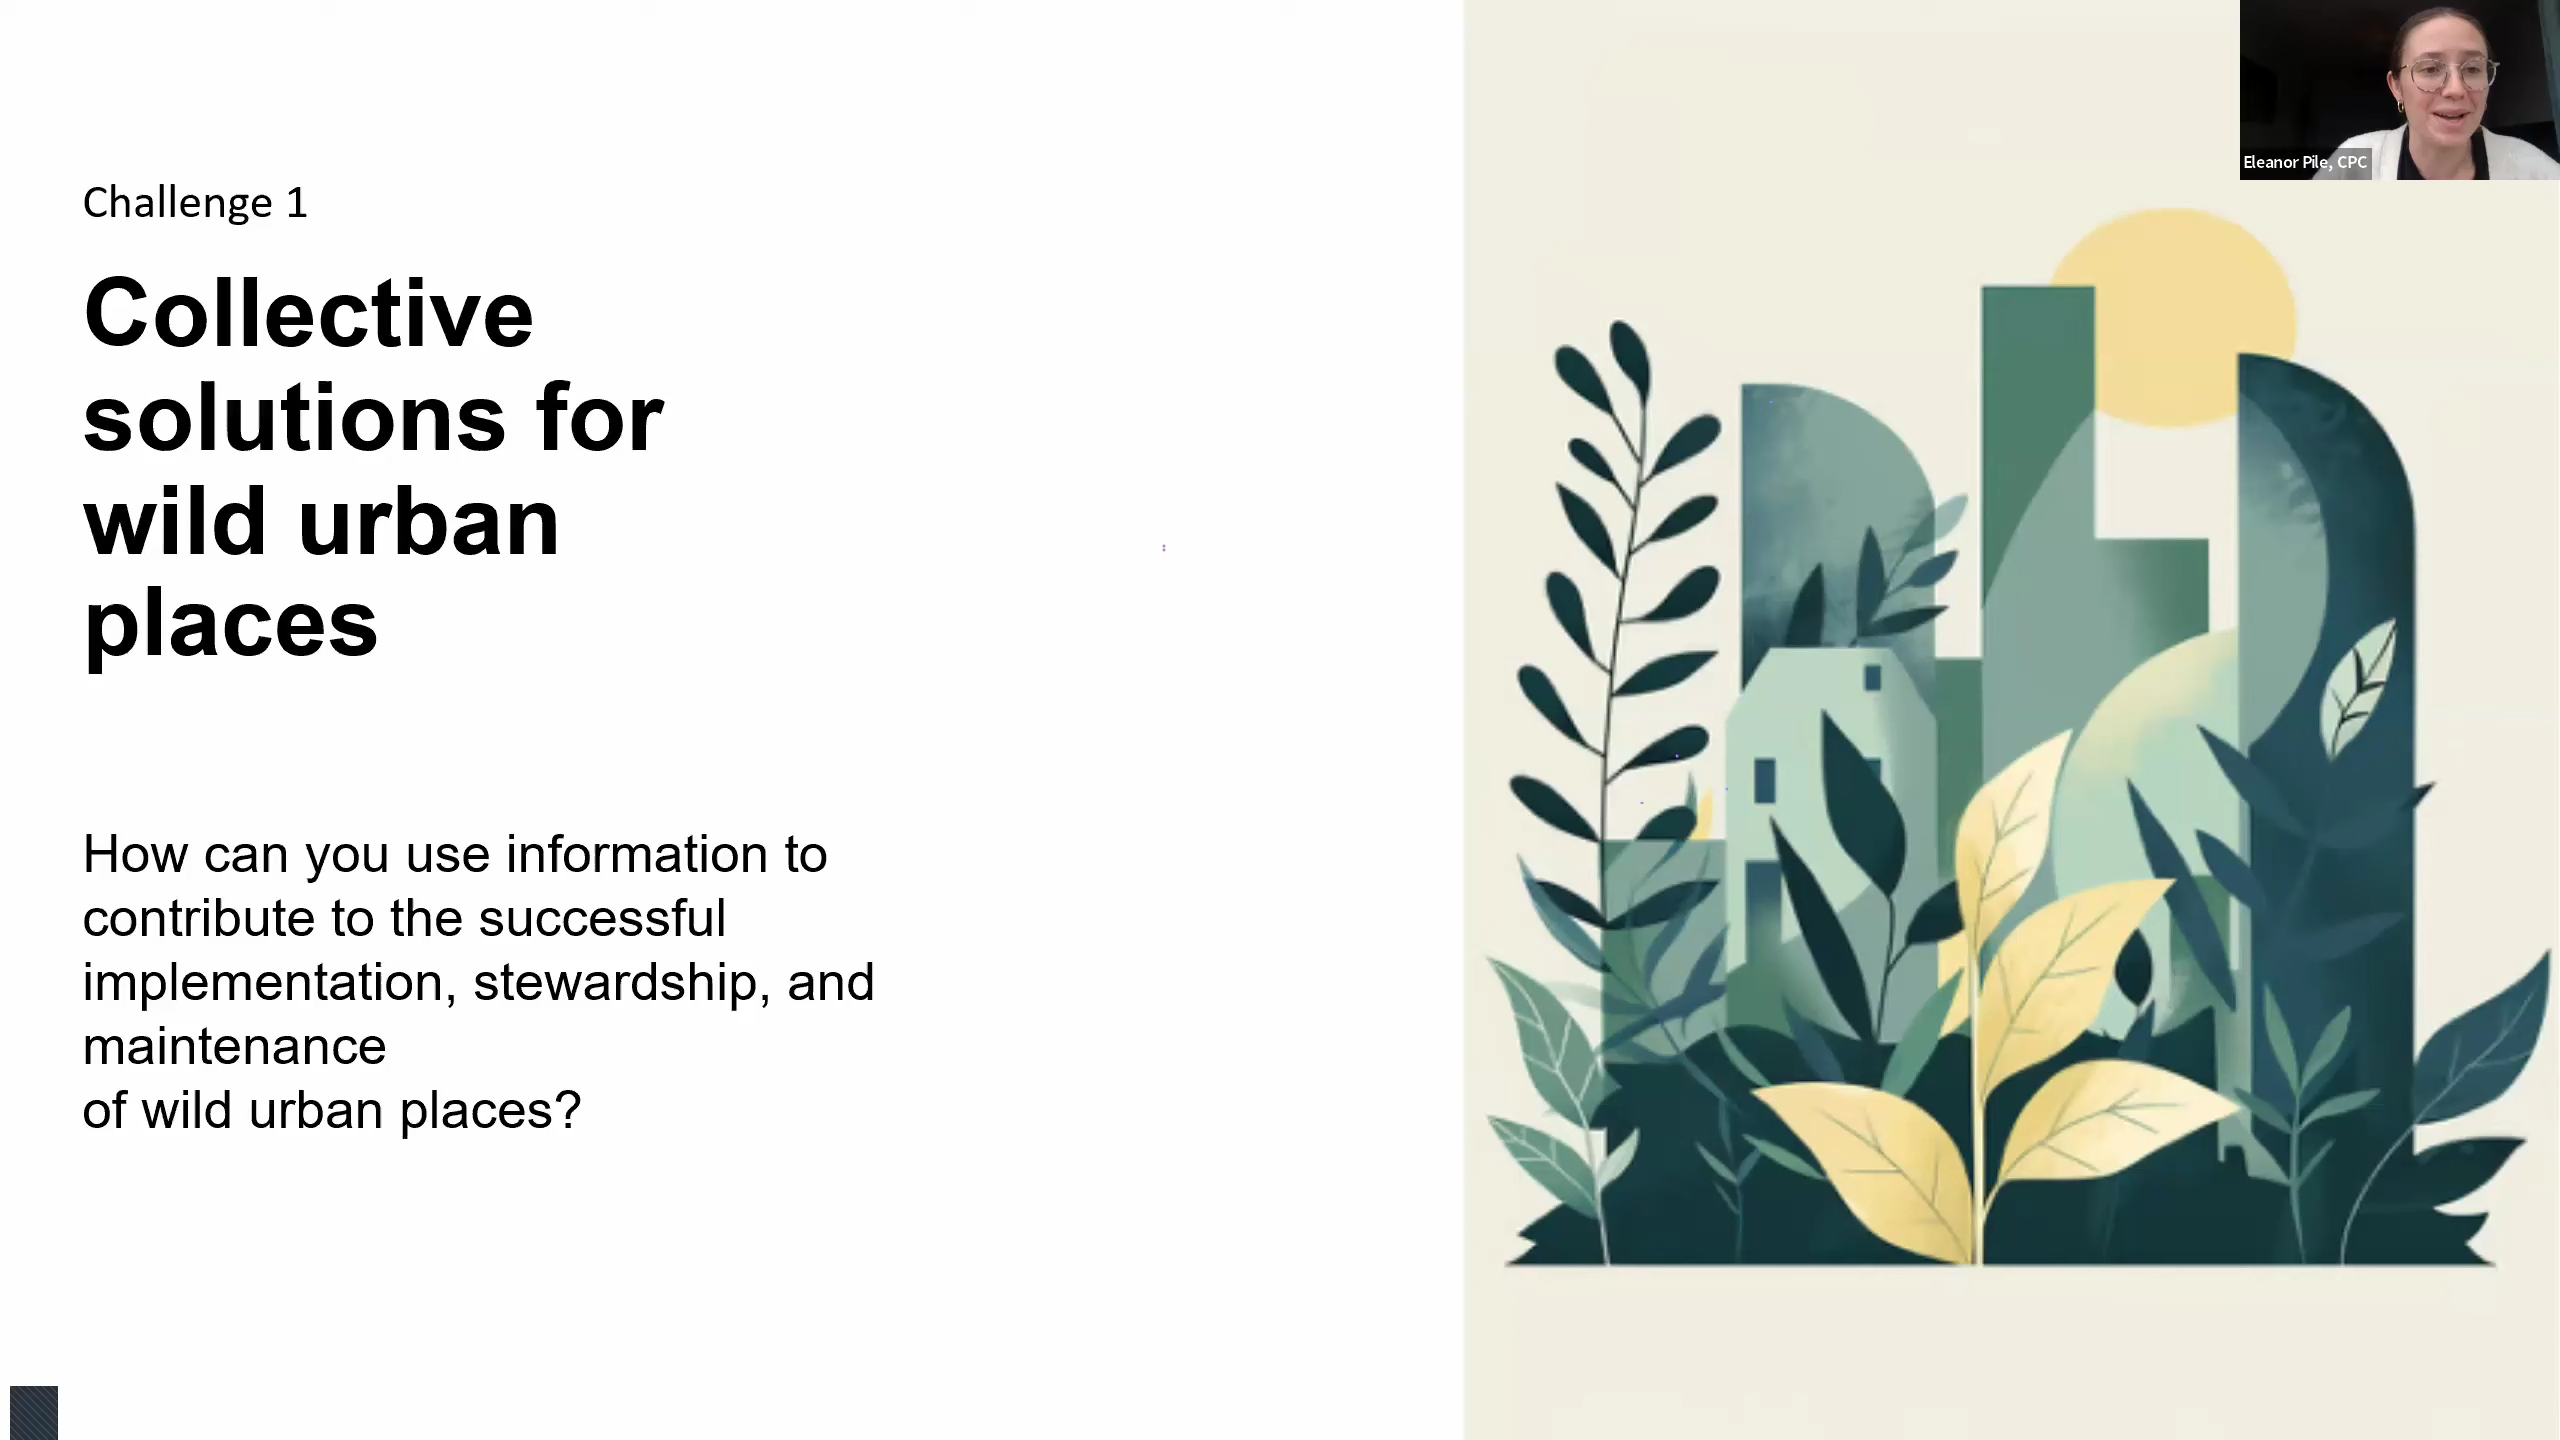 Eleanor Pile, CPC
Challenge 1
Collective
solutions for
wild urban
places
How can you use information to
contribute to the successful
implementation, stewardship, and
maintenance
of wild urban places?